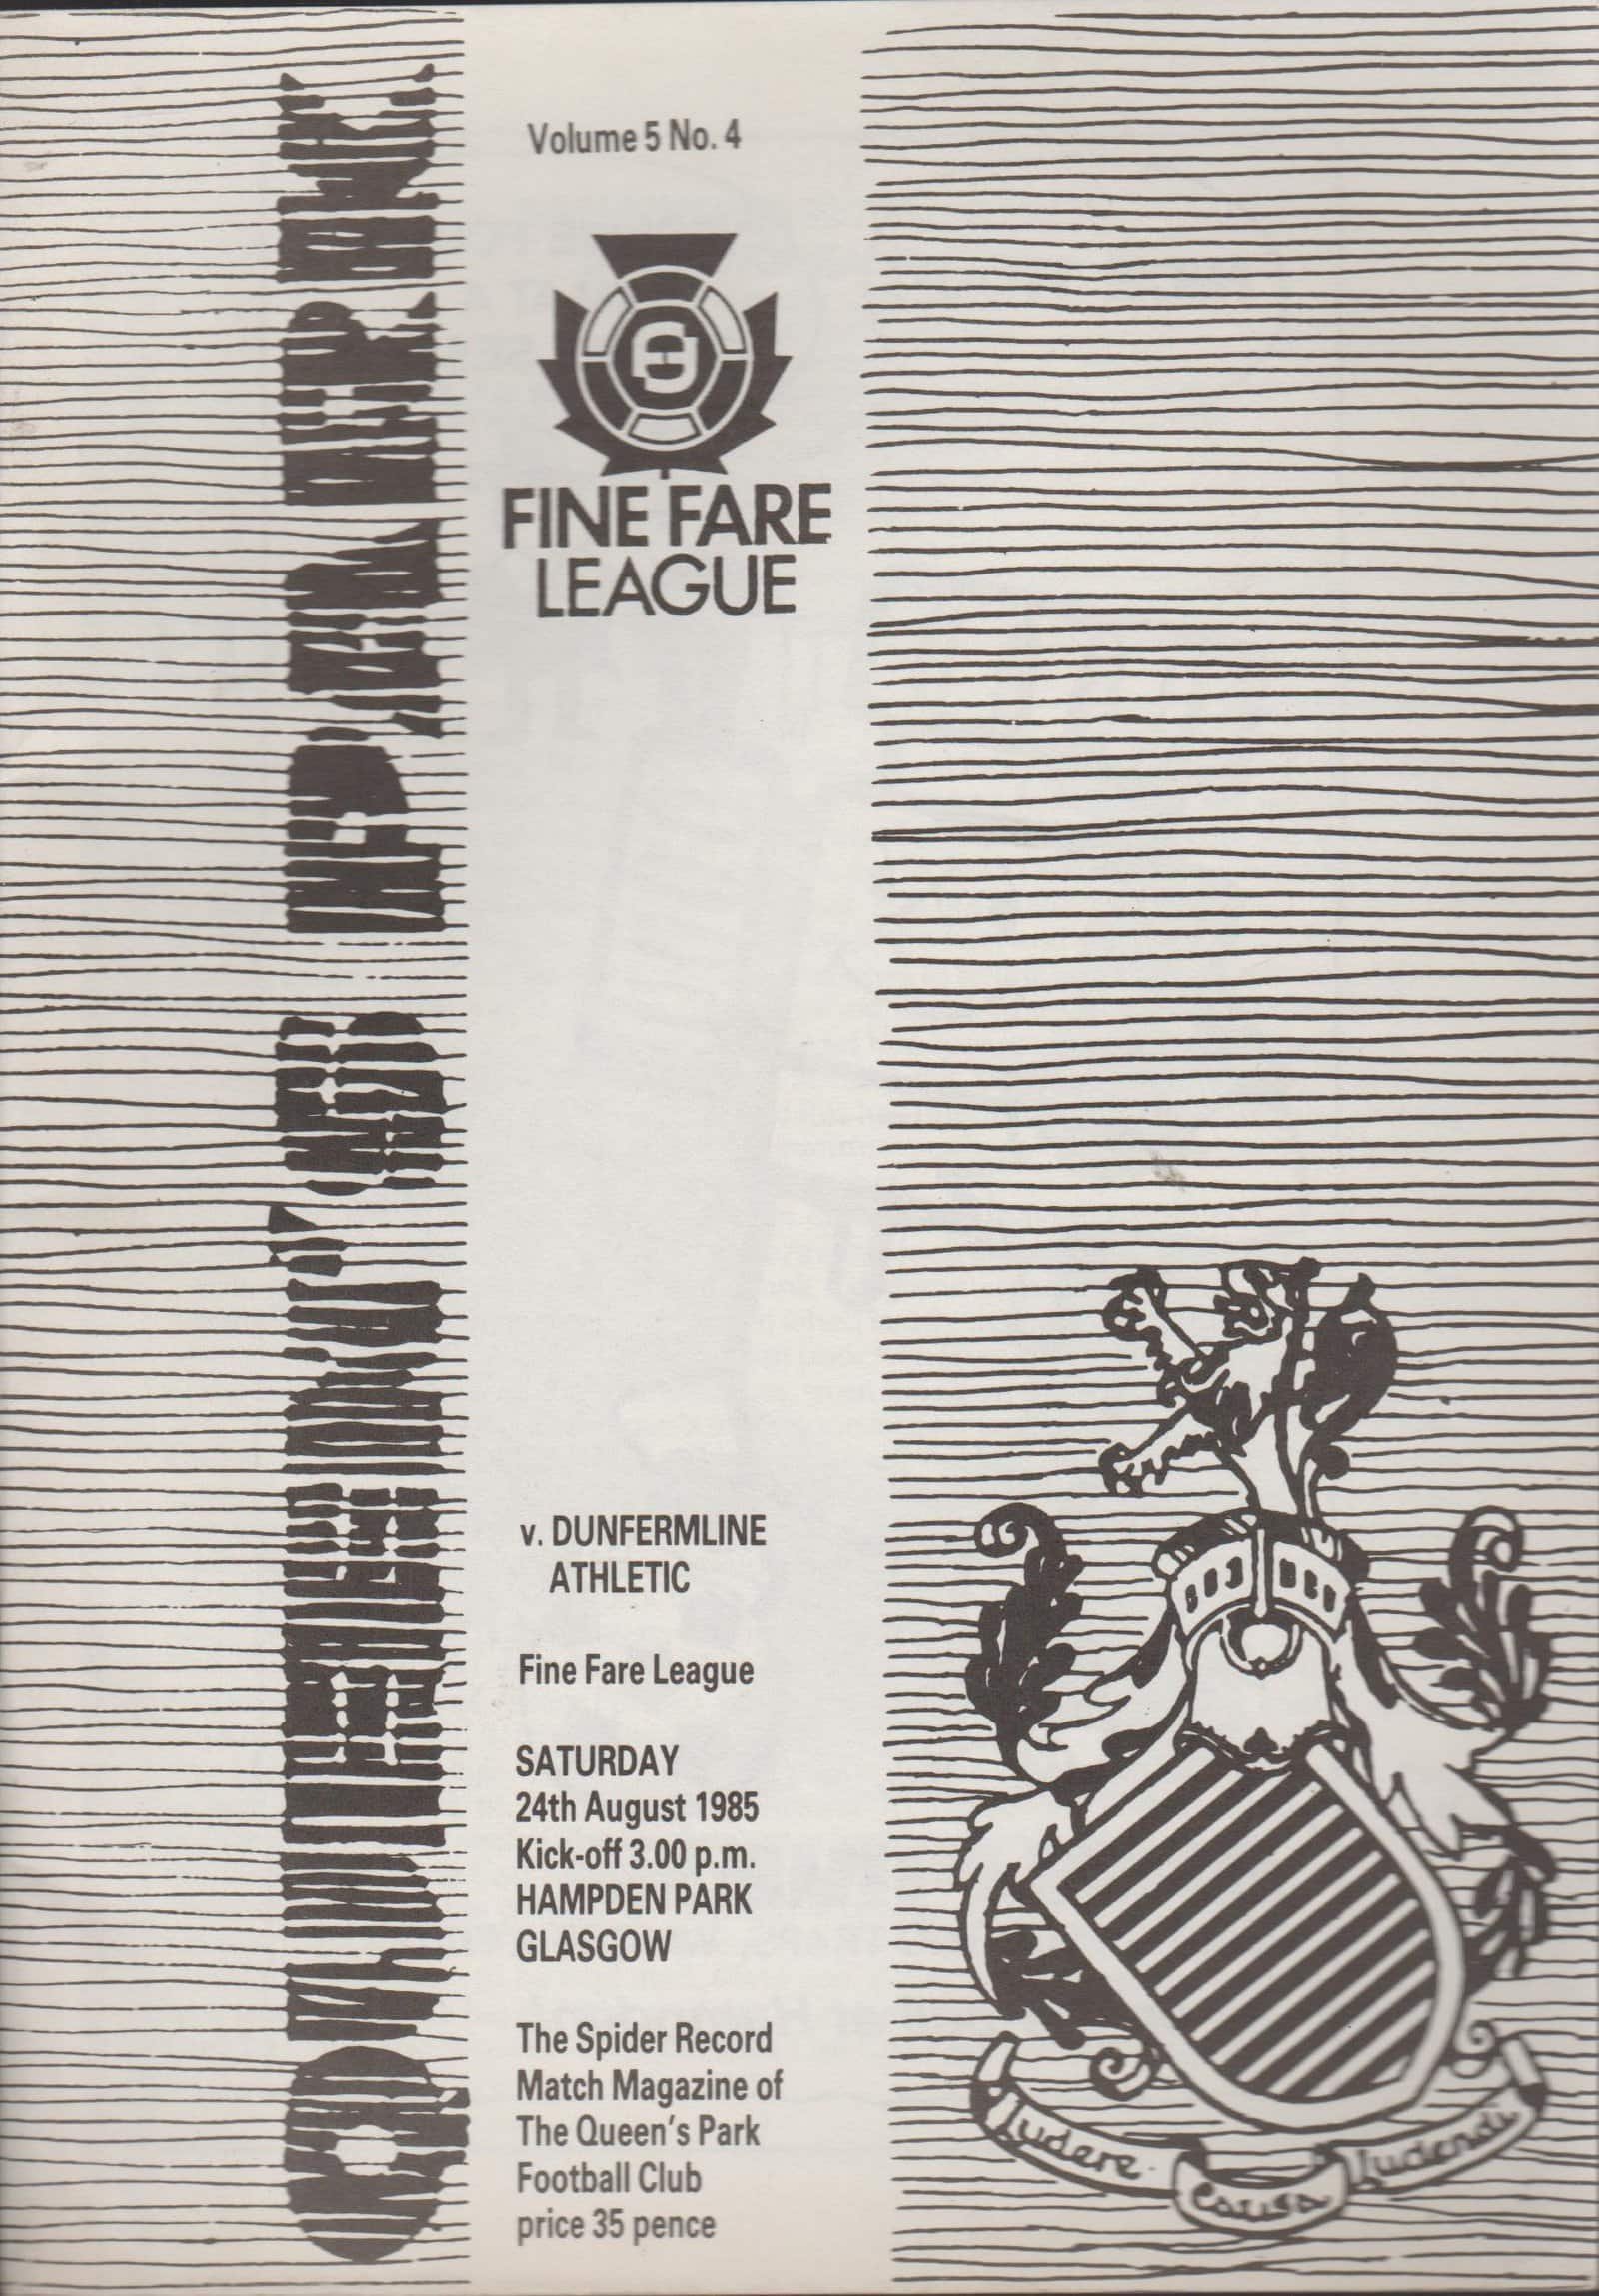 QUEEN'S PARK
Volume 5 No. 4
FINE FARE
LEAGUE
v. DUNFERMLINE
ATHLETIC
Fine Fare League
SATURDAY
24th August 1985
Kick-off 3.00 p.m.
HAMPDEN PARK
GLASGOW
The Spider Record
Match Magazine of
The Queen's Park
Football Club
price 35 pence
Ludere
Causa
Ludendi